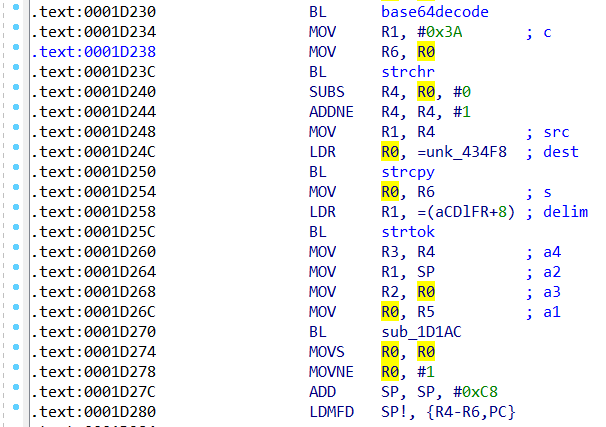 .text:0001D230 BL base64decode
.text:0001D234 MOV R1, #0x3A ; c
.text:0001D238 MOV R6, R0
.text:0001D23C BL strchr
.text:0001D240 SUBS R4, R0, #0
.text:0001D244 ADDNE R4, R4, #1
.text:0001D248 MOV R1, R4 ; src
.text:0001D24C LDR R0, =unk_434F8 ; dest
.text:0001D250 BL strcpy
.text:0001D254 MOV R0, R6 ; s
.text:0001D258 LDR R1, =(aCDlFR+8) ; delim
.text:0001D25C BL strtok
.text:0001D260 MOV R3, R4 ; a4
.text:0001D264 MOV R1, SP ; a2
.text:0001D268 MOV R2, R0 ; a3
.text:0001D26C MOV R0, R5 ; a1
.text:0001D270 BL sub_1D1AC
.text:0001D274 MOVS R0, R0
.text:0001D278 MOVNE R0, #1
.text:0001D27C ADD SP, SP, #0xC8
.text:0001D280 LDMFD SP!, {R4-R6,PC}